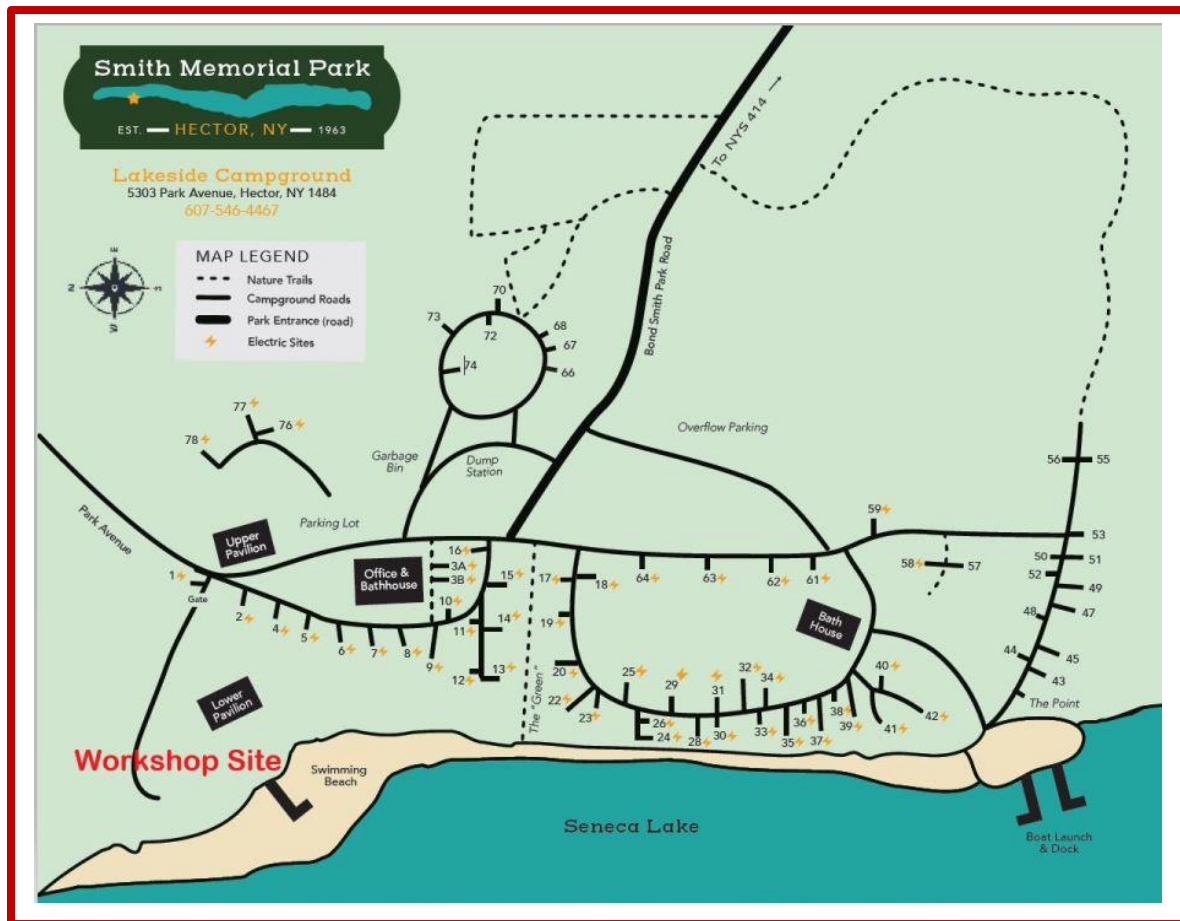 Smith Memorial Park
EST. HECTOR, NY 1963
Lakeside Campground
5303 Park Avenue, Hector, NY 1484
607-546-4467
MAP LEGEND
Nature Trails
Campground Roads
Park Entrance (road)
Electric Sites
E
N
S
W
To NYS 414 →
Bond Smith Park Road
70
73
72
68
67
66
74
77
76
78
Garbage
Bin
Dump
Station
Overflow Parking
56
55
Park Avenue
Parking Lot
Upper
Pavilion
Office &
Bathhouse
16
3A
3B
15
10
11
14
12
13
1
Gate
2
4
5
6
7
8
9
The "Green"
17
18
19
20
22
23
64
63
62
61
59
58
57
53
50
51
52
49
47
48
44
45
43
The Point
Bath
House
25
29
31
32
34
26
24
28
30
33
35
36
37
38
39
40
41
42
Lower
Pavilion
Workshop Site
Swimming
Beach
Seneca Lake
Boat Launch
& Dock